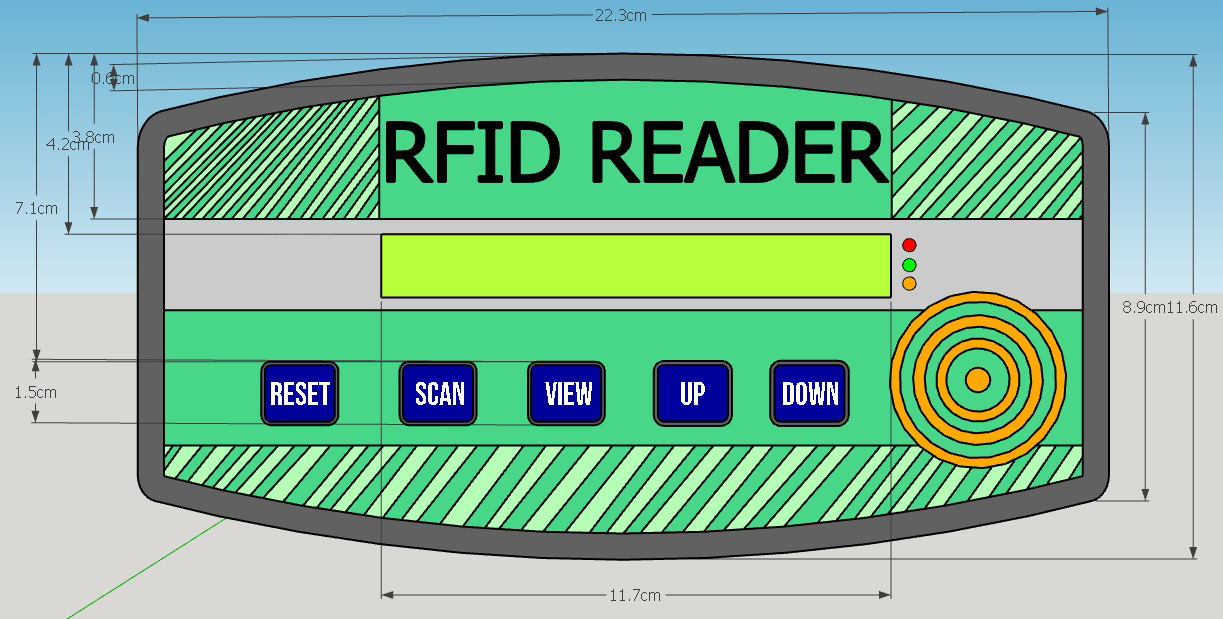 22.3cm
0.6cm
3.8cm
4.2cm
RFID READER
7.1cm
8.9cm
11.6cm
1.5cm
RESET
SCAN
VIEW
UP
DOWN
11.7cm